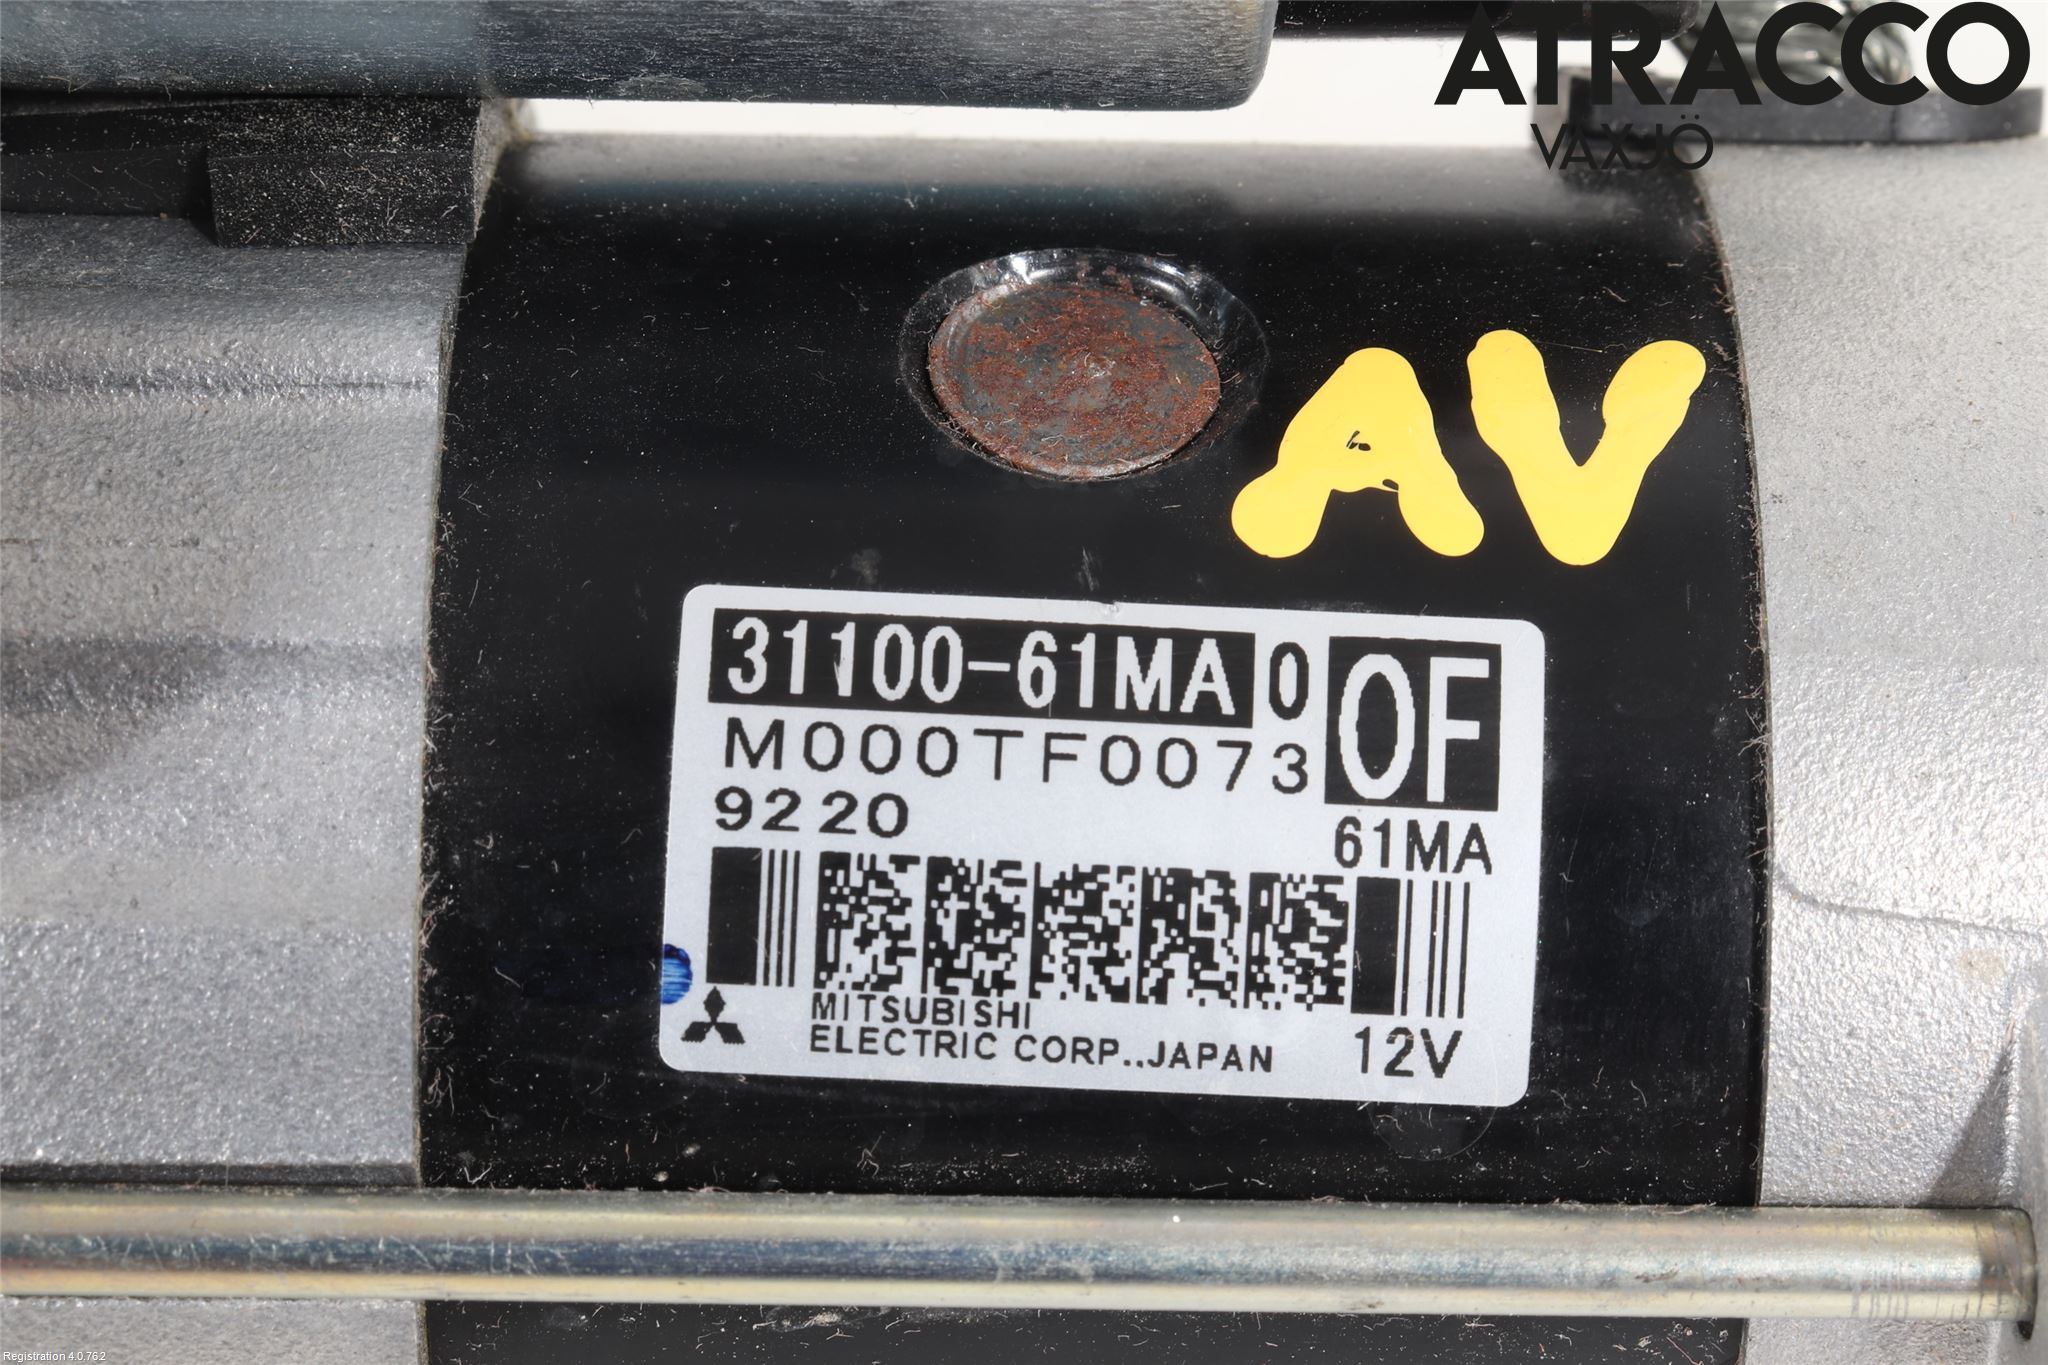 ATRACCO
VÄXJÖ
AV
31100-61MA 0 0F
M000TF0073
9220
61MA
MITSUBISHI
ELECTRIC CORP.,JAPAN
12V
Registration 4.0.762